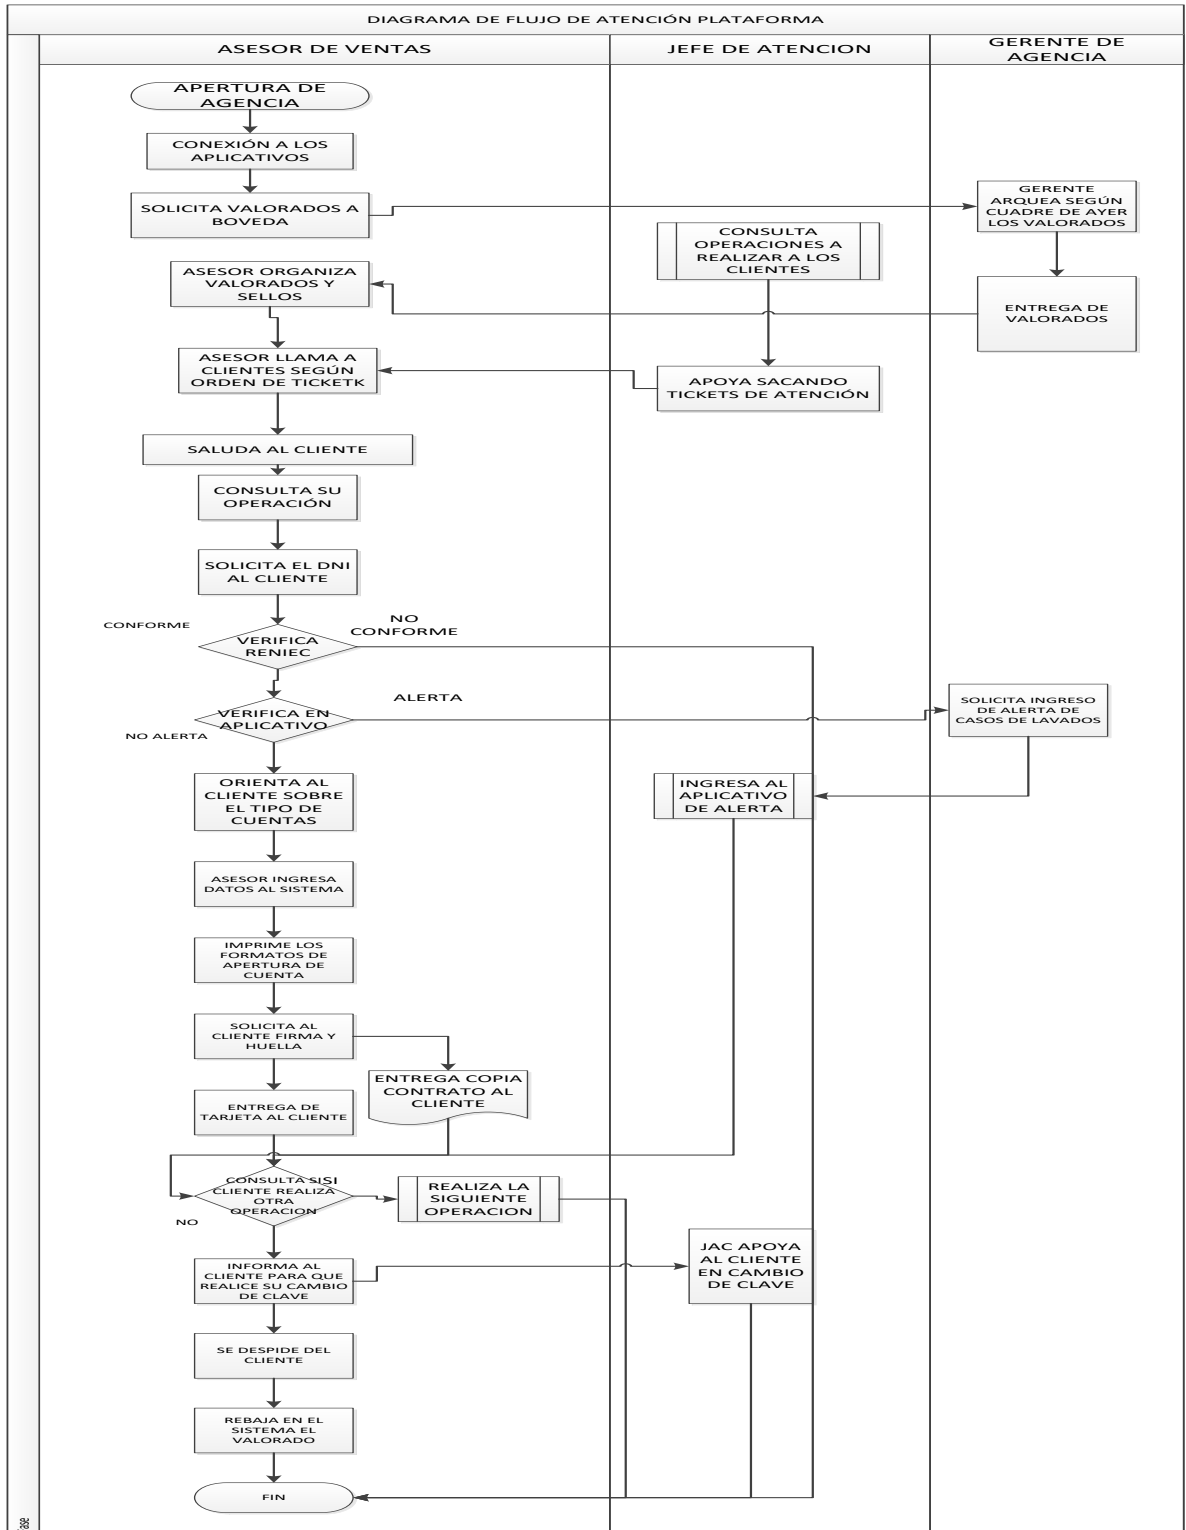 DIAGRAMA DE FLUJO DE ATENCIÓN PLATAFORMA
ASESOR DE VENTAS
JEFE DE ATENCION
GERENTE DE
AGENCIA
APERTURA DE
AGENCIA
CONEXIÓN A LOS
APLICATIVOS
SOLICITA VALORADOS A
BOVEDA
GERENTE
ARQUEA SEGÚN
CUADRE DE AYER
LOS VALORADOS
CONSULTA
OPERACIONES A
REALIZAR A LOS
CLIENTES
ASESOR ORGANIZA
VALORADOS Y
SELLOS
ENTREGA DE
VALORADOS
ASESOR LLAMA A
CLIENTES SEGÚN
ORDEN DE TICKETK
APOYA SACANDO
TICKETS DE ATENCIÓN
SALUDA AL CLIENTE
CONSULTA SU
OPERACIÓN
SOLICITA EL DNI
AL CLIENTE
CONFORME
NO
CONFORME
VERIFICA
RENIEC
ALERTA
VERIFICA EN
APLICATIVO
NO ALERTA
SOLICITA INGRESO
DE ALERTA DE
CASOS DE LAVADOS
ORIENTA AL
CLIENTE SOBRE
EL TIPO DE
CUENTAS
INGRESA AL
APLICATIVO
DE ALERTA
ASESOR INGRESA
DATOS AL SISTEMA
IMPRIME LOS
FORMATOS DE
APERTURA DE
CUENTA
SOLICITA AL
CLIENTE FIRMA Y
HUELLA
ENTREGA COPIA
CONTRATO AL
CLIENTE
ENTREGA DE
TARJETA AL CLIENTE
CONSULTA SI
CLIENTE REALIZA
OTRA
OPERACION
SI
NO
REALIZA LA
SIGUIENTE
OPERACION
INFORMA AL
CLIENTE PARA QUE
REALICE SU CAMBIO
DE CLAVE
JAC APOYA
AL CLIENTE
EN CAMBIO
DE CLAVE
SE DESPIDE DEL
CLIENTE
REBAJA EN EL
SISTEMA EL
VALORADO
FIN